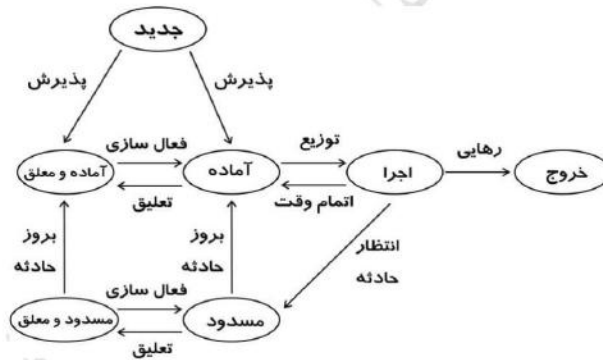 جدید
پذیرش
پذیرش
آماده و معلق
فعال سازی
تعلیق
آماده
توزیع
اتمام وقت
اجرا
رهایی
خروج
بروز
حادثه
بروز
حادثه
انتظار
حادثه
مسدود و معلق
فعال سازی
تعلیق
مسدود